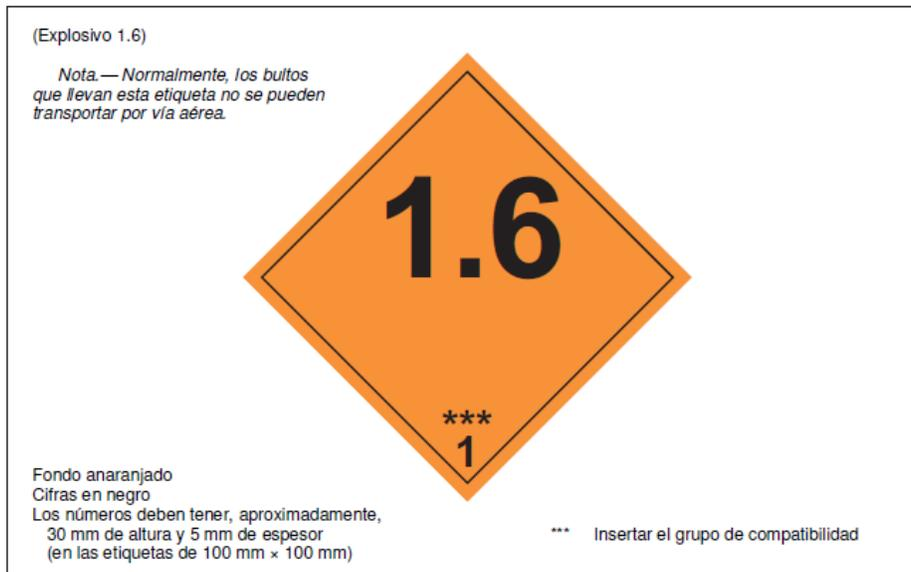 (Explosivo 1.6)
Nota.— Normalmente, los bultos
que llevan esta etiqueta no se pueden
transportar por vía aérea.
1.6
***
1
Fondo anaranjado
Cifras en negro
Los números deben tener, aproximadamente,
30 mm de altura y 5 mm de espesor
(en las etiquetas de 100 mm × 100 mm)
*** Insertar el grupo de compatibilidad